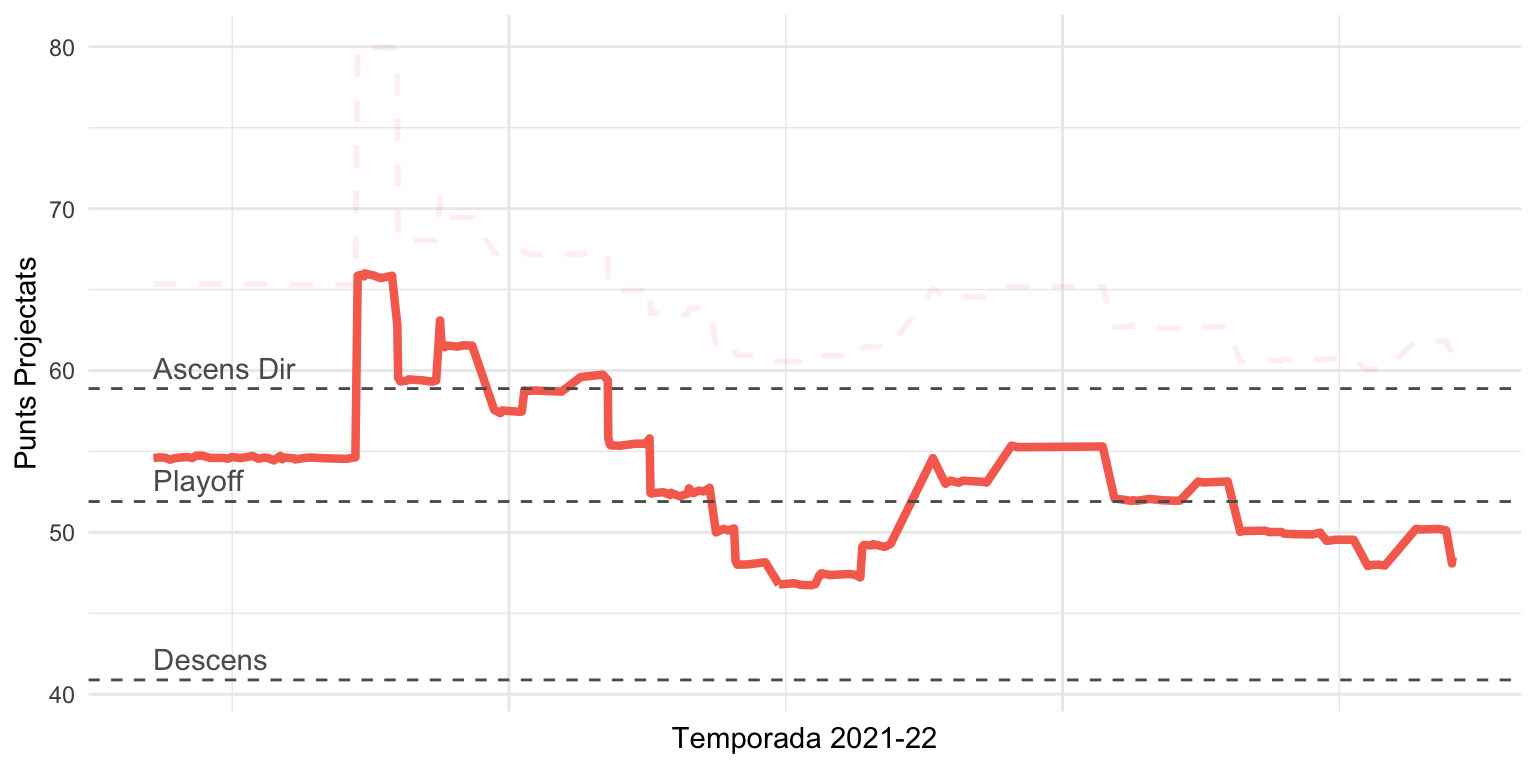 80
70
60
50
40
Punts Projectats
Ascens Dir
Playoff
Descens
Temporada 2021-22